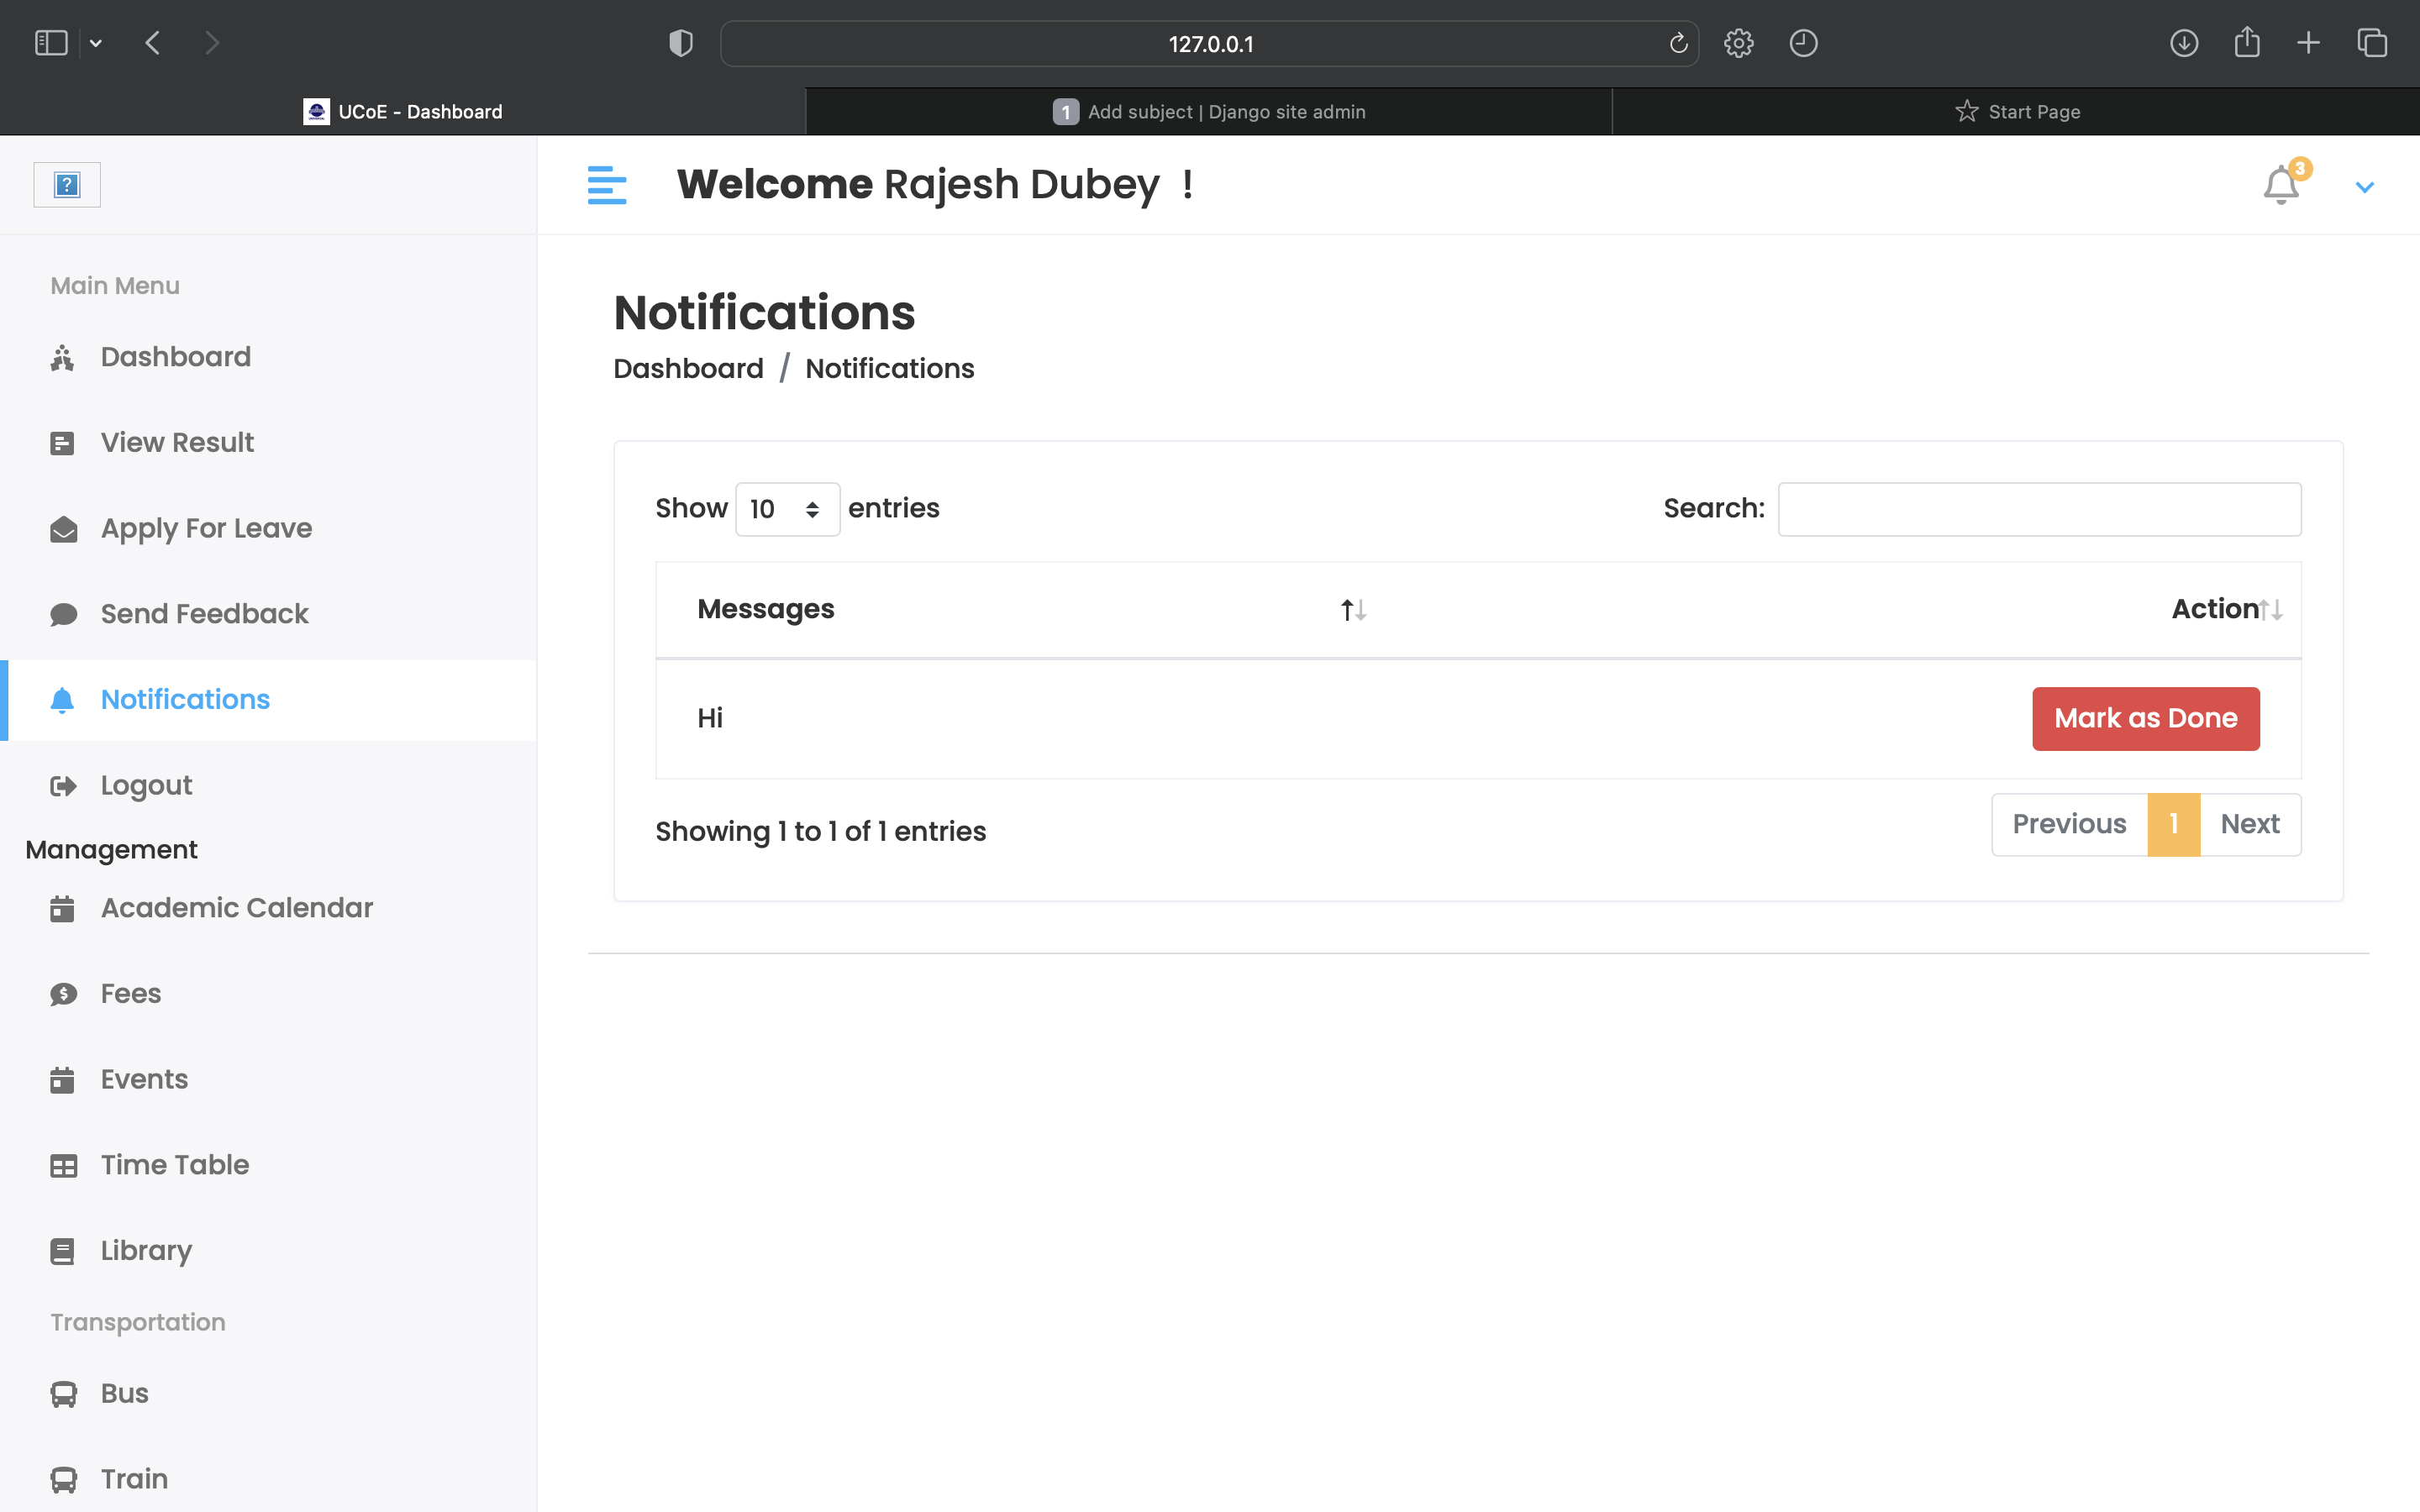 127.0.0.1
UCoE - Dashboard
1 Add subject | Django site admin
Start Page
?
Welcome Rajesh Dubey !
3
Main Menu
Dashboard
View Result
Apply For Leave
Send Feedback
Notifications
Logout
Management
Academic Calendar
Fees
Events
Time Table
Library
Transportation
Bus
Train
Notifications
Dashboard / Notifications
Show 10 entries
Search:
Messages Action
Hi Mark as Done
Showing 1 to 1 of 1 entries
Previous 1 Next